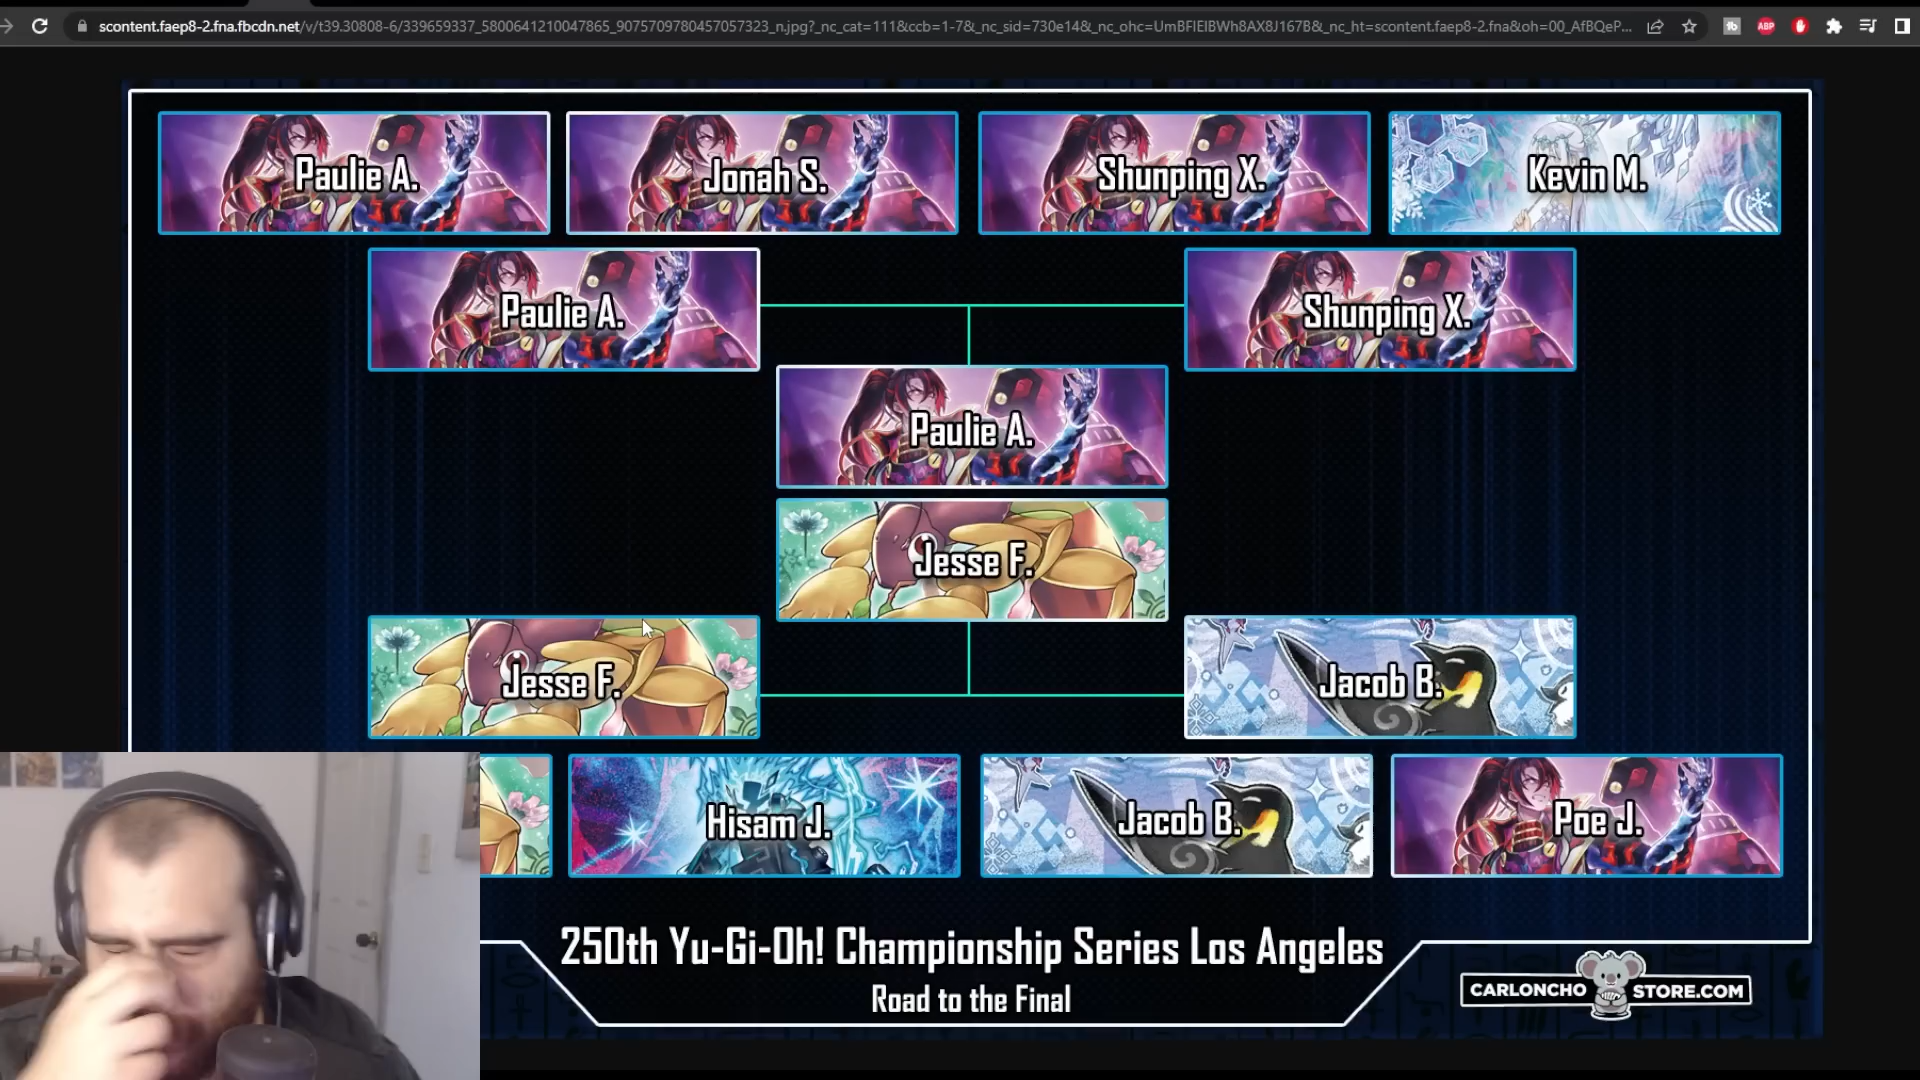 scontent.faep8-2.fna.fbcdn.net/v/t39.30808-6/339659337_5800641210047865_9075709780457057323_n.jpg?_nc_cat=111&ccb=1-7&_nc_sid=730e14&_nc_ohc=UmBFIEIBWh8AX8J167B&_nc_ht=scontent.faep8-2.fna&oh=00_AfBQeP...
ABP
Paulie A.
Jonah S.
Shunping X.
Kevin M.
Paulie A.
Shunping X.
Paulie A.
Jesse F.
Jesse F.
Jacob B.
Hisam J.
Jacob B.
Poe J.
250th Yu-Gi-Oh! Championship Series Los Angeles
Road to the Final
CARLONCHO STORE.COM